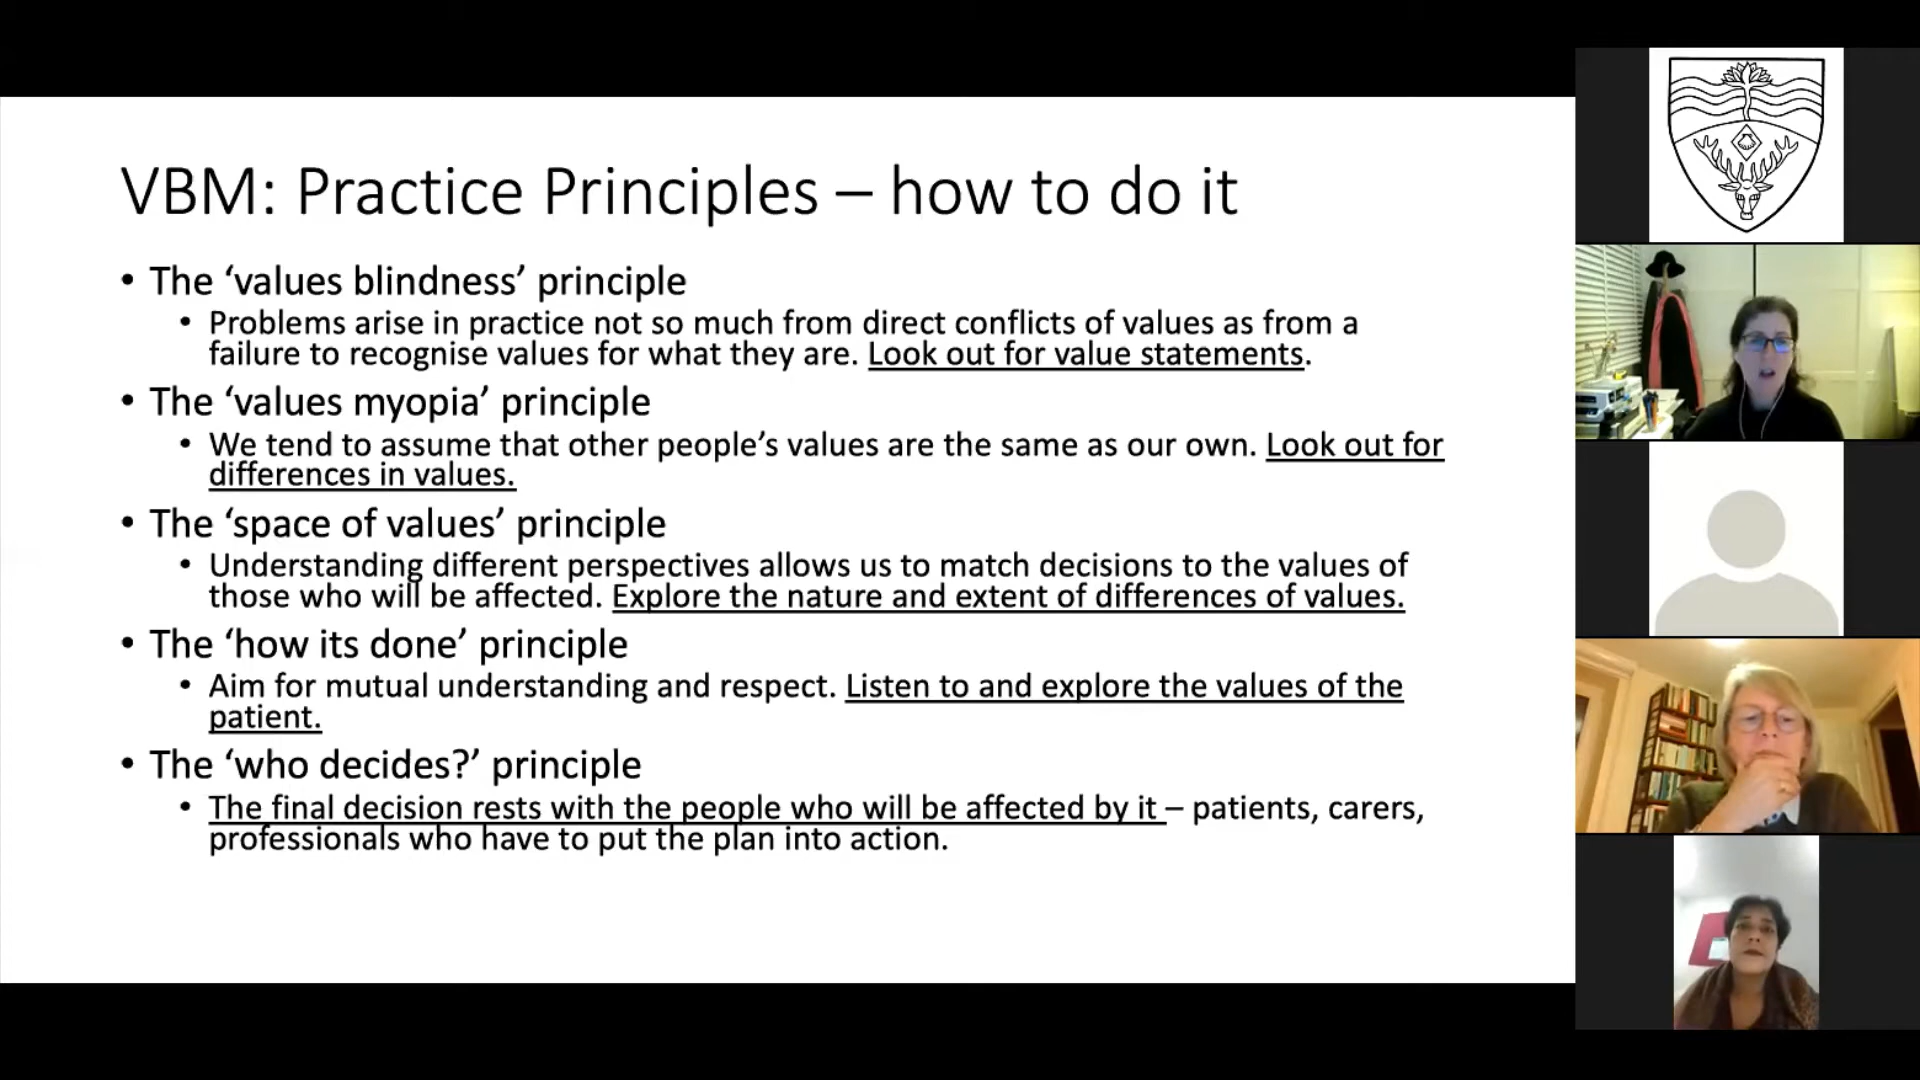 VBM: Practice Principles – how to do it
• The ‘values blindness’ principle
• Problems arise in practice not so much from direct conflicts of values as from a
failure to recognise values for what they are. Look out for value statements.
• The ‘values myopia’ principle
• We tend to assume that other people’s values are the same as our own. Look out for
differences in values.
• The ‘space of values’ principle
• Understanding different perspectives allows us to match decisions to the values of
those who will be affected. Explore the nature and extent of differences of values.
• The ‘how its done’ principle
• Aim for mutual understanding and respect. Listen to and explore the values of the
patient.
• The ‘who decides?’ principle
• The final decision rests with the people who will be affected by it – patients, carers,
professionals who have to put the plan into action.